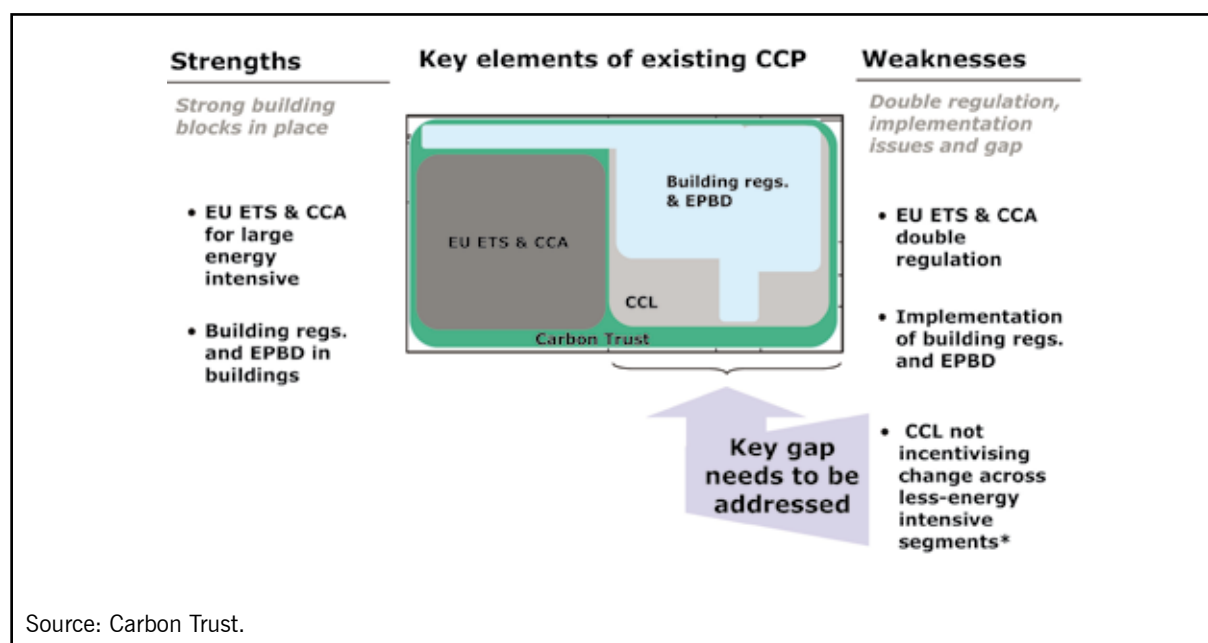 Strengths
Strong building
blocks in place
• EU ETS & CCA
for large
energy
intensive
• Building regs.
and EPBD in
buildings
Key elements of existing CCP
Building regs.
& EPBD
EU ETS & CCA
CCL
Carbon Trust
Key gap
needs to be
addressed
Weaknesses
Double regulation,
implementation
issues and gap
• EU ETS & CCA
double
regulation
• Implementation
of building regs.
and EPBD
• CCL not
incentivising
change across
less-energy
intensive
segments*
Source: Carbon Trust.